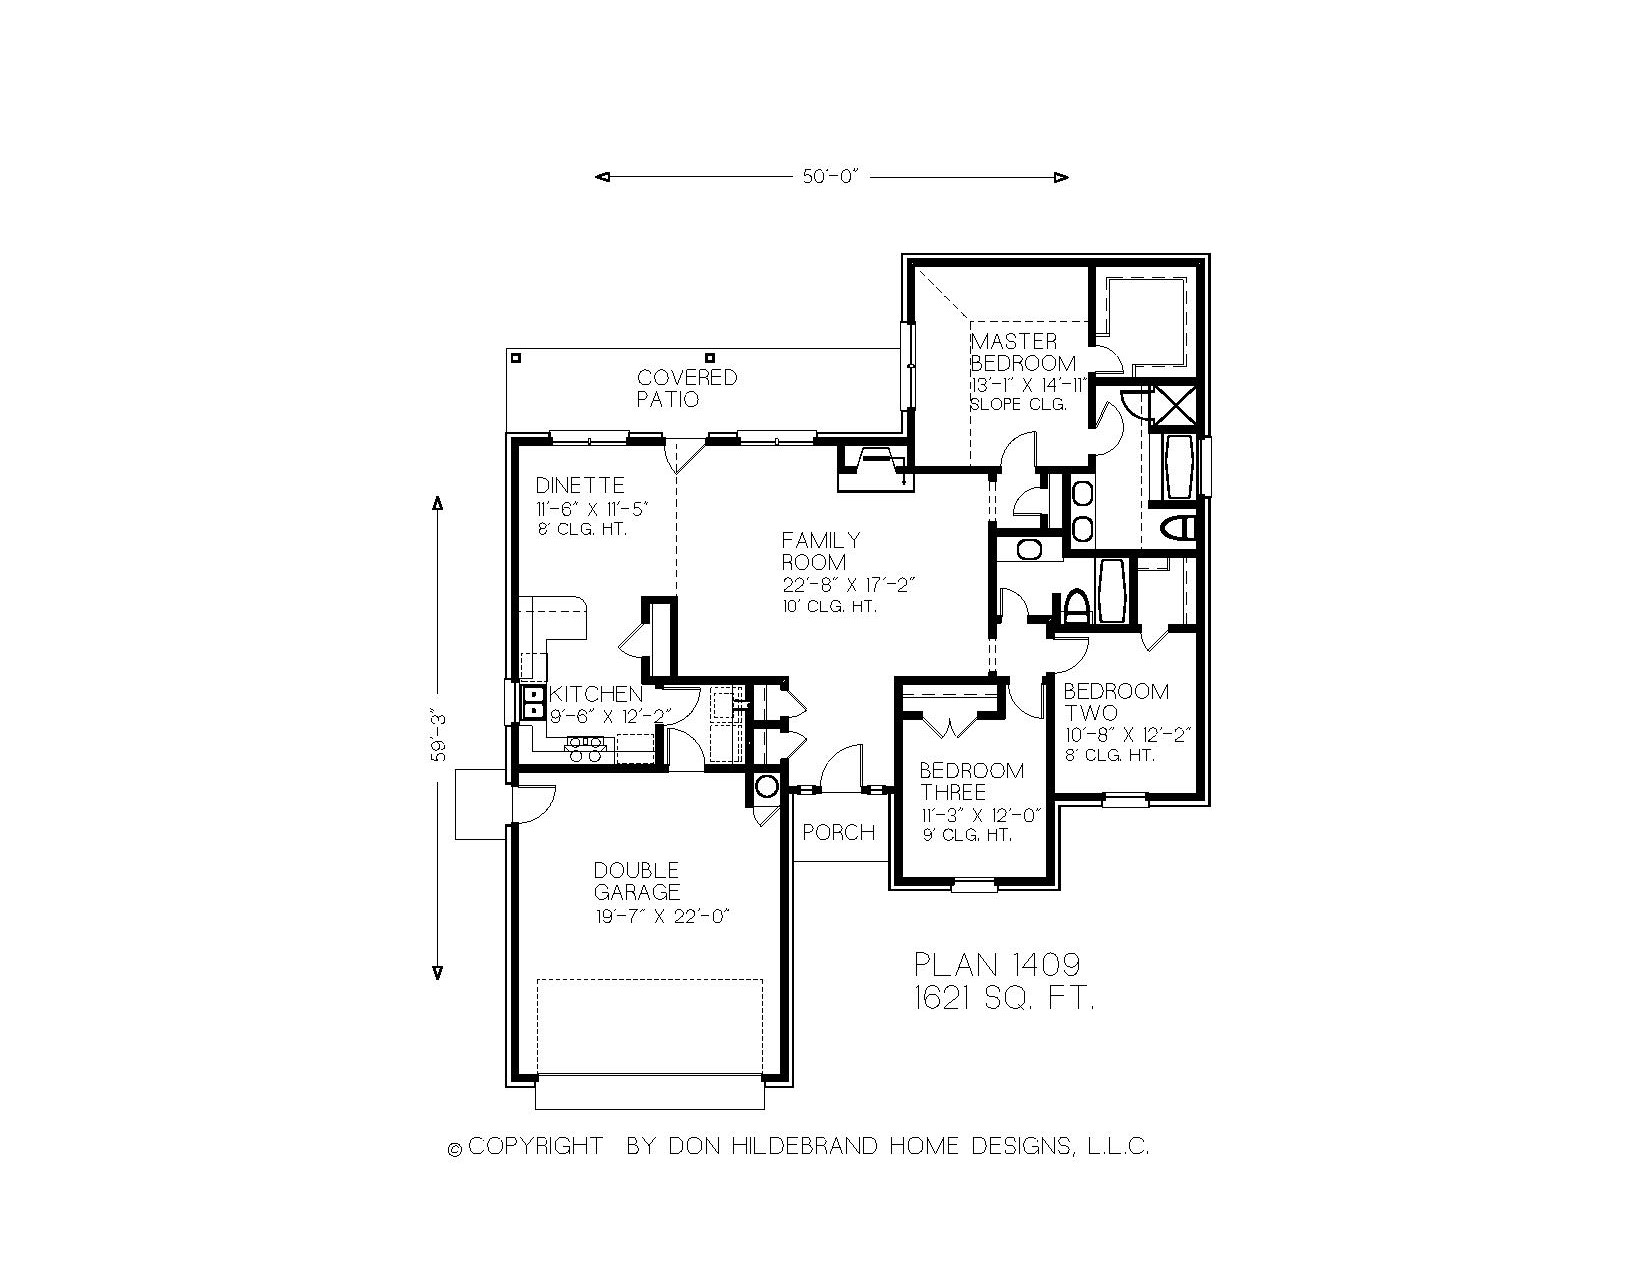 50'-0"
MASTER
BEDROOM
13'-1" X 14'-11"
SLOPE CLG.
COVERED
PATIO
DINETTE
11'-6" X 11'-5"
8' CLG. HT.
FAMILY
ROOM
22'-8" X 17'-2"
10' CLG. HT.
59'-3"
KITCHEN
9'-6" X 12'-2"
BEDROOM
TWO
10'-8" X 12'-2"
8' CLG. HT.
BEDROOM
THREE
11'-3" X 12'-0"
9' CLG. HT.
PORCH
DOUBLE
GARAGE
19'-7" X 22'-0"
PLAN 1409
1621 SQ. FT.
© COPYRIGHT BY DON HILDEBRAND HOME DESIGNS, L.L.C.